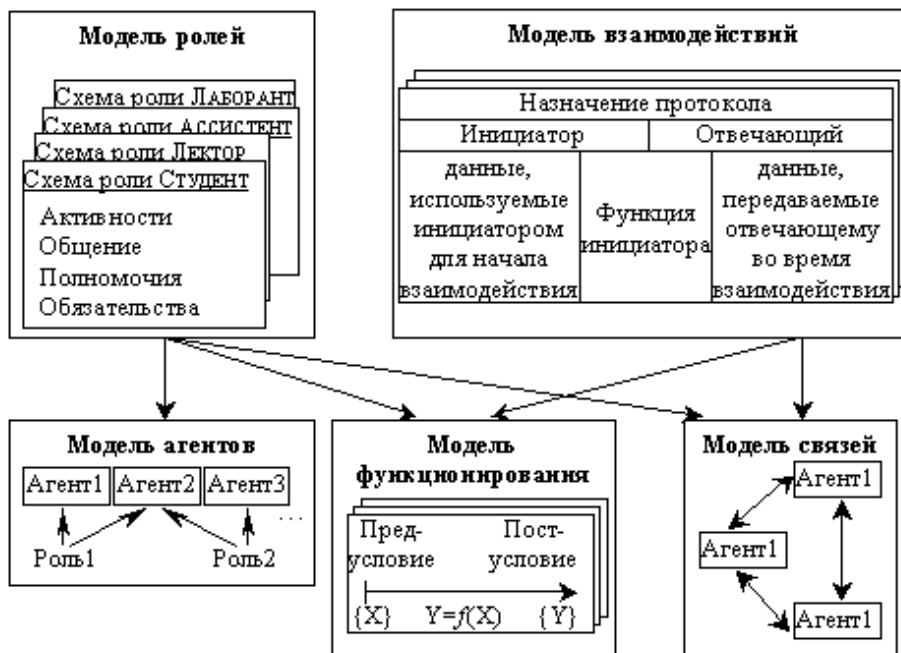 Модель ролей
Схема роли ЛАБОРАНТ
Схема роли АССИСТЕНТ
Схема роли ЛЕКТОР
Схема роли СТУДЕНТ
Активности
Общение
Полномочия
Обязательства
Модель взаимодействий
Назначение протокола
Инициатор
Отвечающий
данные,
используемые
инициатором
для начала
взаимодействия
Функция
инициатора
данные,
передаваемые
отвечающему
во время
взаимодействия
Модель агентов
Агент1 Агент2 Агент3
...
Роль1 Роль2
Модель
функционирования
Пред-
условие
Пост-
условие
{X} Y=f(X) {Y}
Модель связей
Агент1
Агент1
Агент1